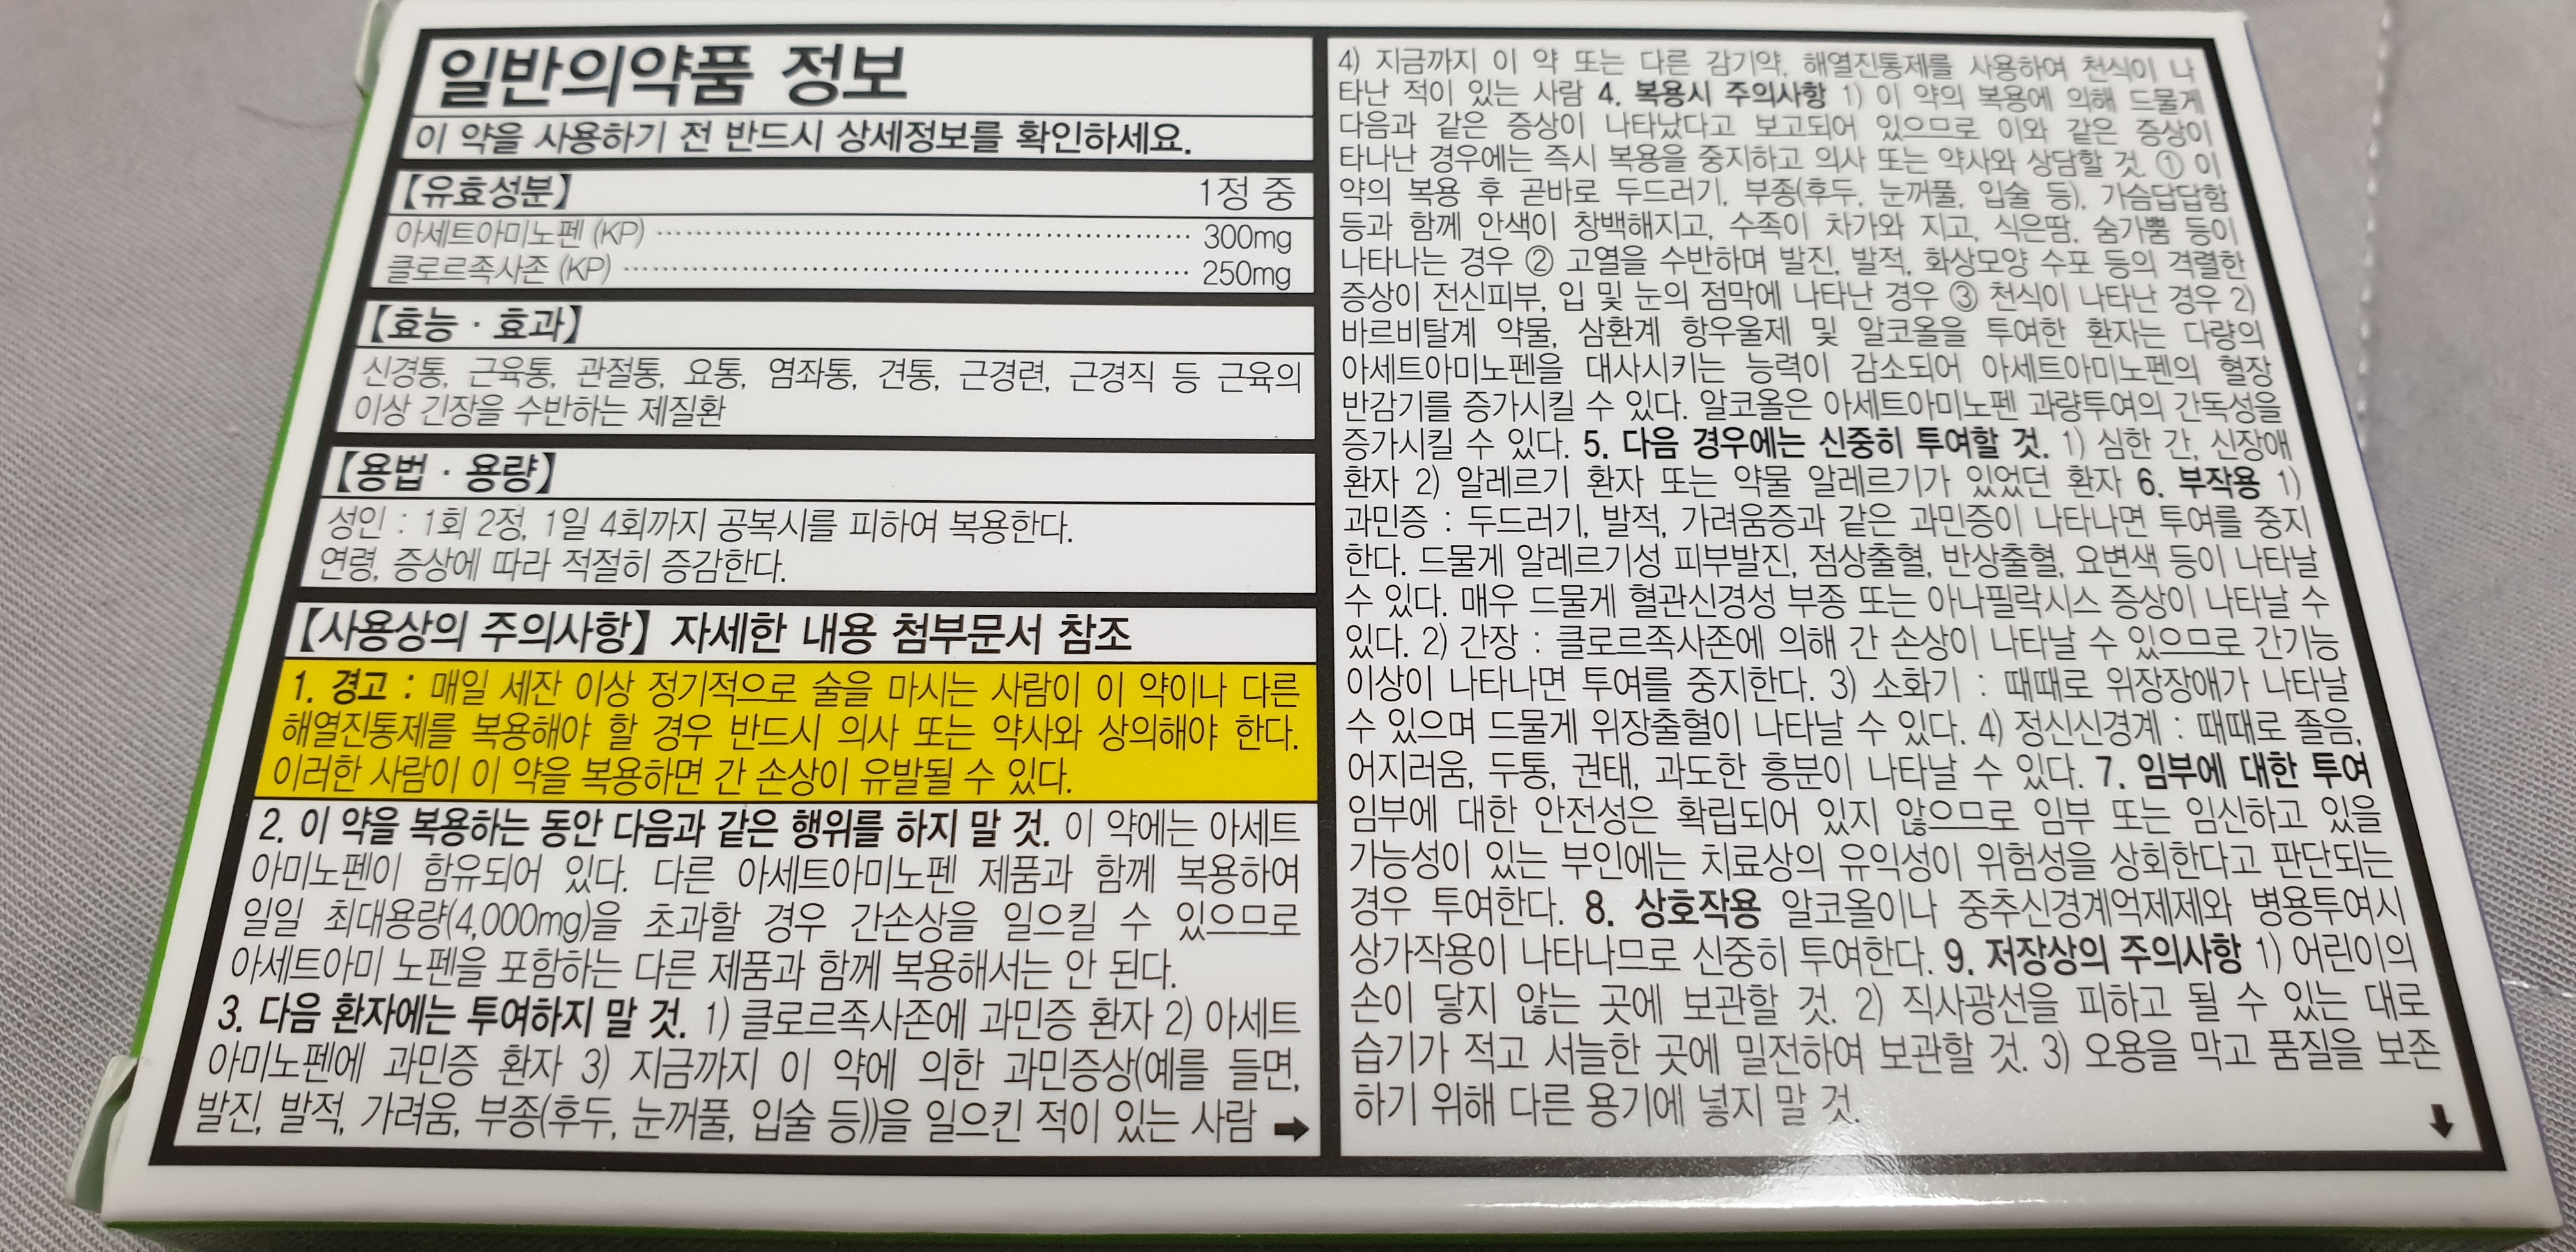 일반의약품 정보
이 약을 사용하기 전 반드시 상세정보를 확인하세요.
【유효성분】 1정 중
아세트아미노펜 (KP) ········································ 300mg
클로르족사존 (KP) ········································ 250mg
【효능 · 효과】
신경통, 근육통, 관절통, 요통, 염좌통, 견통, 근경련, 근경직 등 근육의
이상 긴장을 수반하는 제질환
【용법 · 용량】
성인 : 1회 2정, 1일 4회까지 공복시를 피하여 복용한다.
연령, 증상에 따라 적절히 증감한다.
【사용상의 주의사항】 자세한 내용 첨부문서 참조
1. 경고 : 매일 세잔 이상 정기적으로 술을 마시는 사람이 이 약이나 다른
해열진통제를 복용해야 할 경우 반드시 의사 또는 약사와 상의해야 한다.
이러한 사람이 이 약을 복용하면 간 손상이 유발될 수 있다.
2. 이 약을 복용하는 동안 다음과 같은 행위를 하지 말 것. 이 약에는 아세트
아미노펜이 함유되어 있다. 다른 아세트아미노펜 제품과 함께 복용하여
일일 최대용량(4,000mg)을 초과할 경우 간손상을 일으킬 수 있으므로
아세트아미 노펜을 포함하는 다른 제품과 함께 복용해서는 안 된다.
3. 다음 환자에는 투여하지 말 것. 1) 클로르족사존에 과민증 환자 2) 아세트
아미노펜에 과민증 환자 3) 지금까지 이 약에 의한 과민증상(예를 들면,
발진, 발적, 가려움, 부종(후두, 눈꺼풀, 입술 등))을 일으킨 적이 있는 사람 ➡
4) 지금까지 이 약 또는 다른 감기약, 해열진통제를 사용하여 천식이 나
타난 적이 있는 사람 4. 복용시 주의사항 1) 이 약의 복용에 의해 드물게
다음과 같은 증상이 나타났다고 보고되어 있으므로 이와 같은 증상이
타나난 경우에는 즉시 복용을 중지하고 의사 또는 약사와 상담할 것. ① 이
약의 복용 후 곧바로 두드러기, 부종(후두, 눈꺼풀, 입술 등), 가슴답답함
등과 함께 안색이 창백해지고, 수족이 차가와 지고, 식은땀, 숨가쁨 등이
나타나는 경우 ② 고열을 수반하며 발진, 발적, 화상모양 수포 등의 격렬한
증상이 전신피부, 입 및 눈의 점막에 나타난 경우 ③ 천식이 나타난 경우 2)
바르비탈계 약물, 삼환계 항우울제 및 알코올을 투여한 환자는 다량의
아세트아미노펜을 대사시키는 능력이 감소되어 아세트아미노펜의 혈장
반감기를 증가시킬 수 있다. 알코올은 아세트아미노펜 과량투여의 간독성을
증가시킬 수 있다. 5. 다음 경우에는 신중히 투여할 것. 1) 심한 간, 신장애
환자 2) 알레르기 환자 또는 약물 알레르기가 있었던 환자 6. 부작용 1)
과민증 : 두드러기, 발적, 가려움증과 같은 과민증이 나타나면 투여를 중지
한다. 드물게 알레르기성 피부발진, 점상출혈, 반상출혈, 요변색 등이 나타날
수 있다. 매우 드물게 혈관신경성 부종 또는 아나필락시스 증상이 나타날 수
있다. 2) 간장 : 클로르족사존에 의해 간 손상이 나타날 수 있으므로 간기능
이상이 나타나면 투여를 중지한다. 3) 소화기 : 때때로 위장장애가 나타날
수 있으며 드물게 위장출혈이 나타날 수 있다. 4) 정신신경계 : 때때로 졸음,
어지러움, 두통, 권태, 과도한 흥분이 나타날 수 있다. 7. 임부에 대한 투여
임부에 대한 안전성은 확립되어 있지 않으므로 임부 또는 임신하고 있을
가능성이 있는 부인에는 치료상의 유익성이 위험성을 상회한다고 판단되는
경우 투여한다. 8. 상호작용 알코올이나 중추신경계억제제와 병용투여시
상가작용이 나타나므로 신중히 투여한다. 9. 저장상의 주의사항 1) 어린이의
손이 닿지 않는 곳에 보관할 것. 2) 직사광선을 피하고 될 수 있는 대로
습기가 적고 서늘한 곳에 밀전하여 보관할 것. 3) 오용을 막고 품질을 보존
하기 위해 다른 용기에 넣지 말 것. ⬇